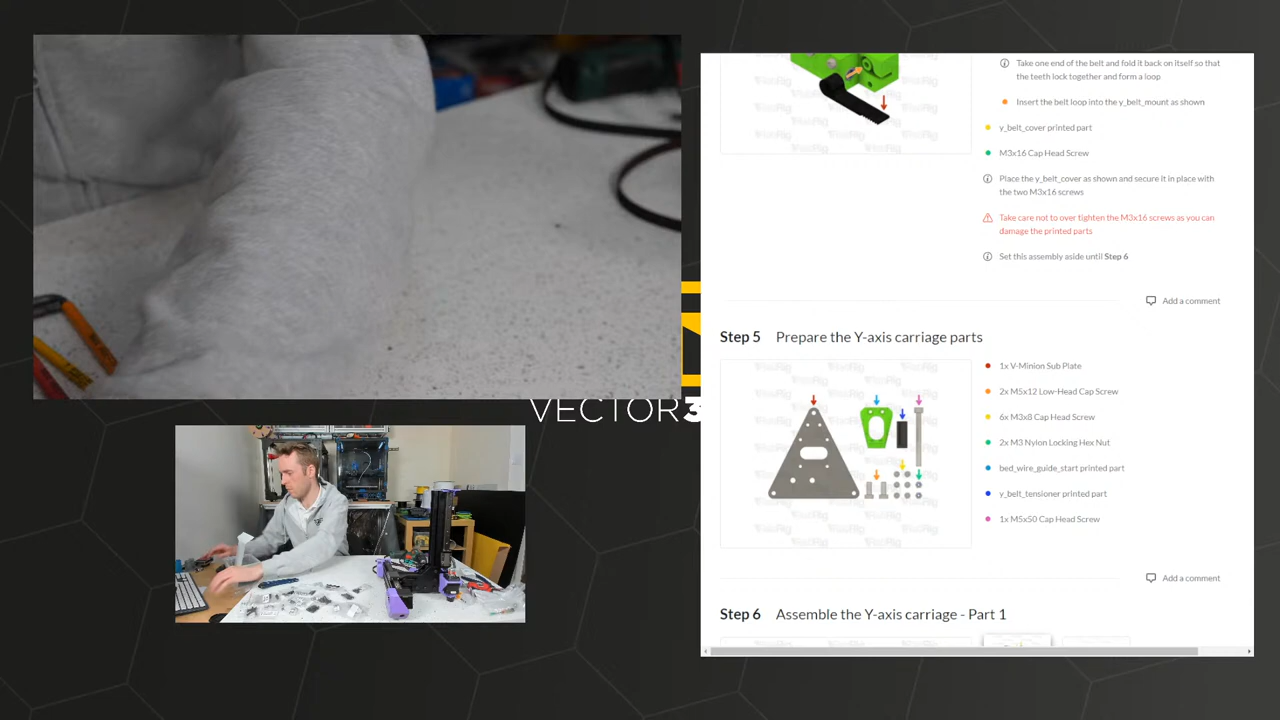 Take one end of the belt and fold it back on itself so that
the teeth lock together and form a loop
Insert the belt loop into the y_belt_mount as shown
y_belt_cover printed part
M3x16 Cap Head Screw
Place the y_belt_cover as shown and secure it in place with
the two M3x16 screws
Take care not to over tighten the M3x16 screws as you can
damage the printed parts
Set this assembly aside until Step 6
Add a comment
Step 5 Prepare the Y-axis carriage parts
1x V-Minion Sub Plate
2x M5x12 Low-Head Cap Screw
6x M3x8 Cap Head Screw
2x M3 Nylon Locking Hex Nut
bed_wire_guide_start printed part
y_belt_tensioner printed part
1x M5x50 Cap Head Screw
Add a comment
Step 6 Assemble the Y-axis carriage - Part 1
VECTOR3